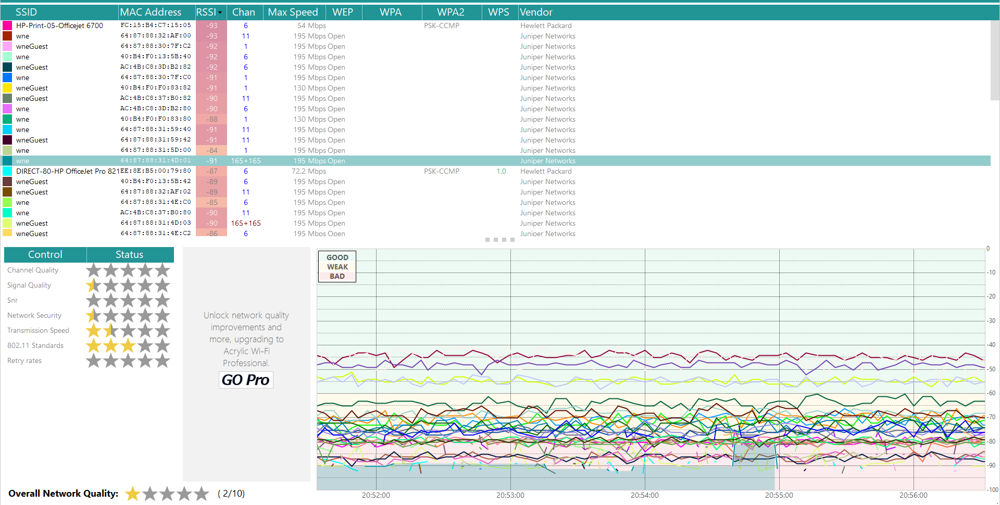 SSID MAC Address RSSI Chan Max Speed WEP WPA WPA2 WPS Vendor
HP-Print-05-Officejet 6700 FC:15:B4:C7:15:05 -93 6 54 Mbps PSK-CCMP Hewlett Packard
wne 64:87:88:32:AF:00 -93 11 195 Mbps Open Juniper Networks
wneGuest 64:87:88:30:7F:C2 -92 1 195 Mbps Open Juniper Networks
wne 40:B4:F0:13:5B:40 -92 6 195 Mbps Open Juniper Networks
wneGuest AC:4B:C8:3D:B2:82 -92 6 195 Mbps Open Juniper Networks
wne 64:87:88:30:7F:C0 -91 1 195 Mbps Open Juniper Networks
wneGuest 40:B4:F0:F0:83:82 -91 1 130 Mbps Open Juniper Networks
wneGuest AC:4B:C8:37:B0:82 -90 11 195 Mbps Open Juniper Networks
wne AC:4B:C8:3D:B2:80 -90 6 195 Mbps Open Juniper Networks
wne 40:B4:F0:F0:83:80 -88 1 130 Mbps Open Juniper Networks
wne 64:87:88:31:59:40 -91 11 195 Mbps Open Juniper Networks
wneGuest 64:87:88:31:59:42 -91 11 195 Mbps Open Juniper Networks
wne 64:87:88:31:5D:00 -84 1 195 Mbps Open Juniper Networks
wne 64:87:88:31:4D:01 -91 165+165 195 Mbps Open Juniper Networks
DIRECT-80-HP OfficeJet Pro 821 EE:8E:B5:00:79:80 -87 6 72.2 Mbps PSK-CCMP 1.0 Hewlett Packard
wneGuest 40:B4:F0:13:5B:42 -89 6 195 Mbps Open Juniper Networks
wneGuest 64:87:88:32:AF:02 -89 11 195 Mbps Open Juniper Networks
wne 64:87:88:31:4E:C0 -85 6 195 Mbps Open Juniper Networks
wne AC:4B:C8:37:B0:80 -90 11 195 Mbps Open Juniper Networks
wneGuest 64:87:88:31:4D:03 -90 165+165 195 Mbps Open Juniper Networks
wneGuest 64:87:88:31:4E:C2 -86 6 195 Mbps Open Juniper Networks
Control Status
Channel Quality
Signal Quality
Snr
Network Security
Transmission Speed
802.11 Standards
Retry rates
Overall Network Quality: ( 2/10)
Unlock network quality
improvements and
more, upgrading to
Acrylic Wi-Fi
Professional.
GO Pro
GOOD
WEAK
BAD
0
-10
-20
-30
-40
-50
-60
-70
-80
-90
-100
20:52:00 20:53:00 20:54:00 20:55:00 20:56:00